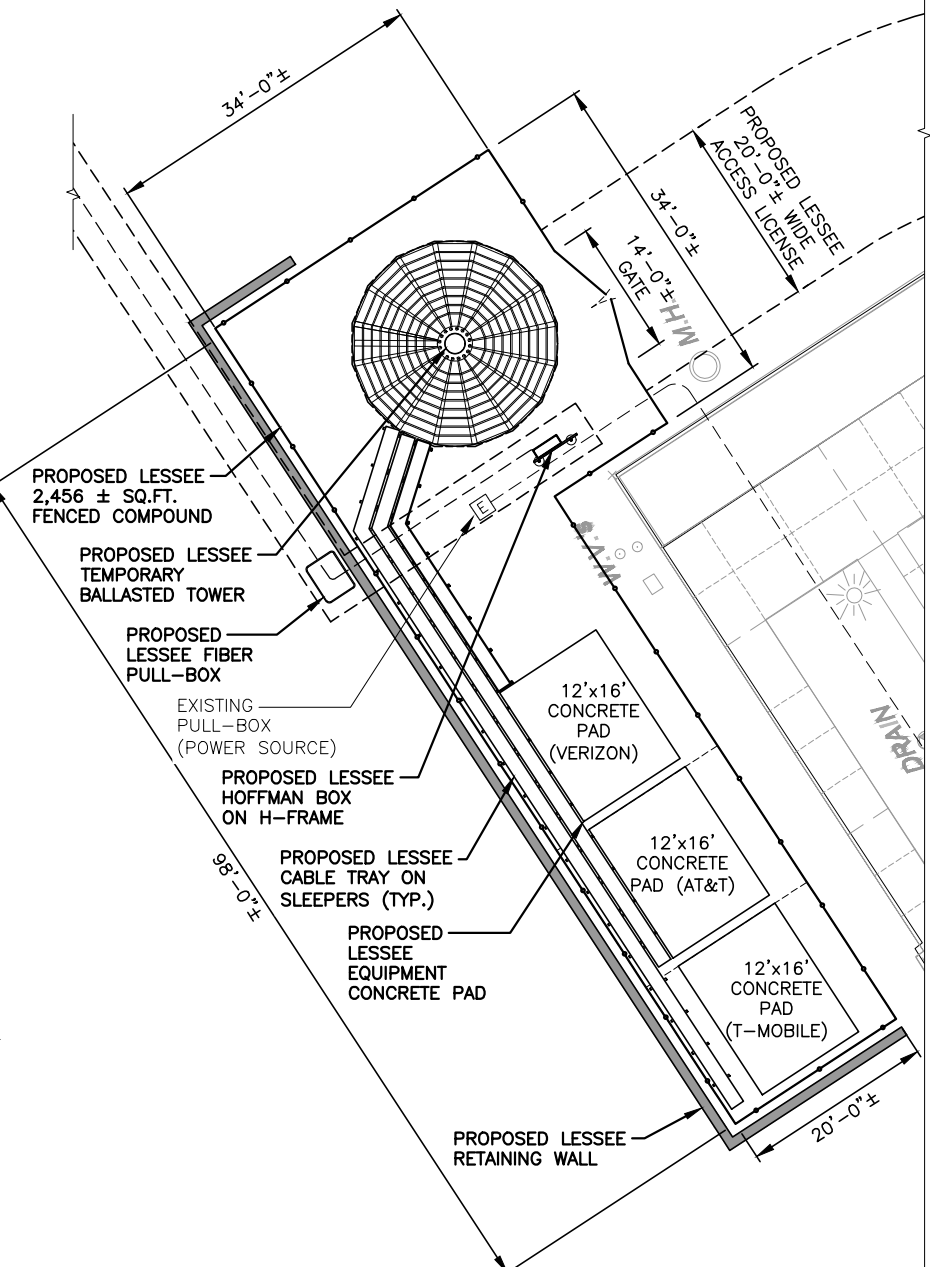 34'-0"±
PROPOSED LESSEE
20'-0"± WIDE
ACCESS LICENSE
34'-0"±
14'-0"±
GATE
M.H.
PROPOSED LESSEE
2,456 ± SQ.FT.
FENCED COMPOUND
PROPOSED LESSEE
TEMPORARY
BALLASTED TOWER
E
W.V.
PROPOSED
LESSEE FIBER
PULL-BOX
EXISTING
PULL-BOX
(POWER SOURCE)
12'x16'
CONCRETE
PAD
(VERIZON)
DRAIN
PROPOSED LESSEE
HOFFMAN BOX
ON H-FRAME
98'-0"±
PROPOSED LESSEE
CABLE TRAY ON
SLEEPERS (TYP.)
12'x16'
CONCRETE
PAD (AT&T)
PROPOSED
LESSEE
EQUIPMENT
CONCRETE PAD
12'x16'
CONCRETE
PAD
(T-MOBILE)
20'-0"±
PROPOSED LESSEE
RETAINING WALL